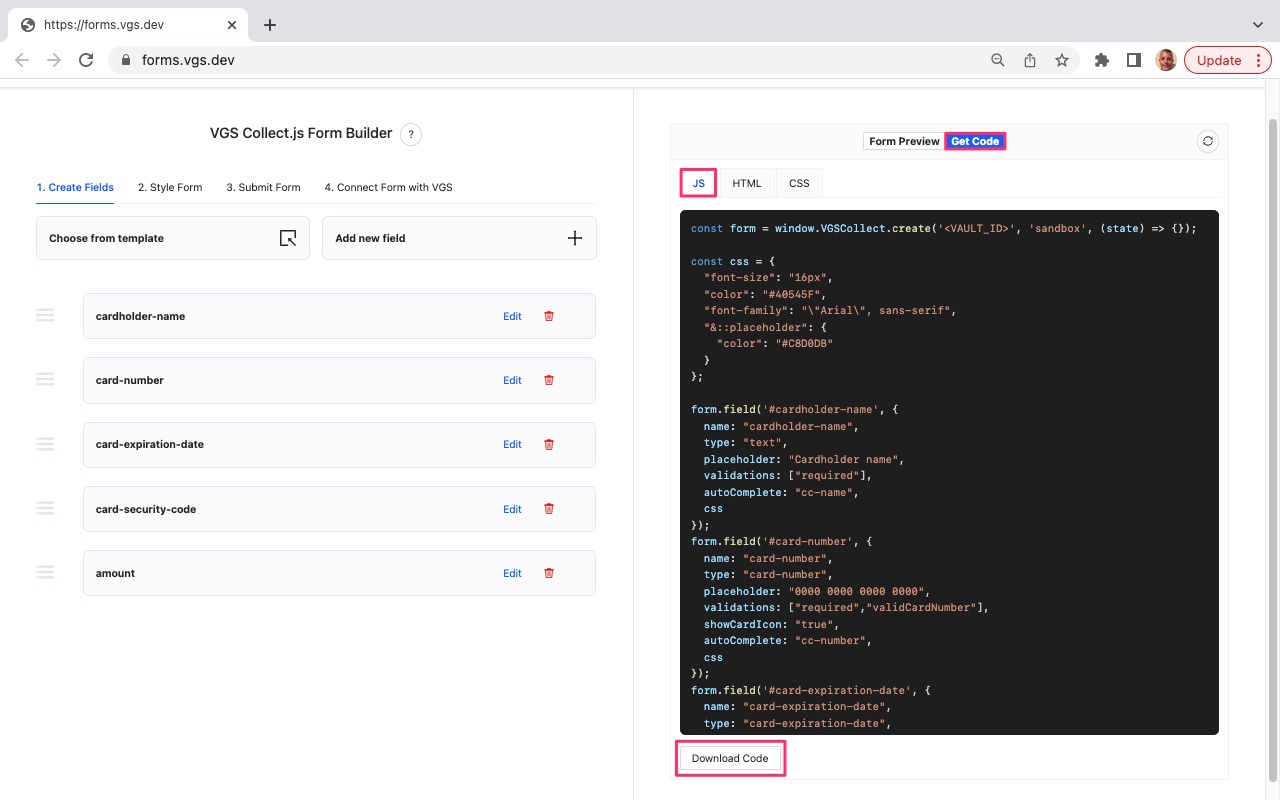 https://forms.vgs.dev
forms.vgs.dev
Update
VGS Collect.js Form Builder ?
1. Create Fields 2. Style Form 3. Submit Form 4. Connect Form with VGS
Choose from template
Add new field
cardholder-name Edit
card-number Edit
card-expiration-date Edit
card-security-code Edit
amount Edit
Form Preview Get Code
JS HTML CSS
const form = window.VGSCollect.create('<VAULT_ID>', 'sandbox', (state) => {});
const css = {
"font-size": "16px",
"color": "#40545F",
"font-family": "\"Arial\", sans-serif",
"&::placeholder": {
"color": "#C8D0DB"
}
};
form.field('#cardholder-name', {
name: "cardholder-name",
type: "text",
placeholder: "Cardholder name",
validations: ["required"],
autoComplete: "cc-name",
css
});
form.field('#card-number', {
name: "card-number",
type: "card-number",
placeholder: "0000 0000 0000 0000",
validations: ["required","validCardNumber"],
showCardIcon: "true",
autoComplete: "cc-number",
css
});
form.field('#card-expiration-date', {
name: "card-expiration-date",
type: "card-expiration-date",
Download Code